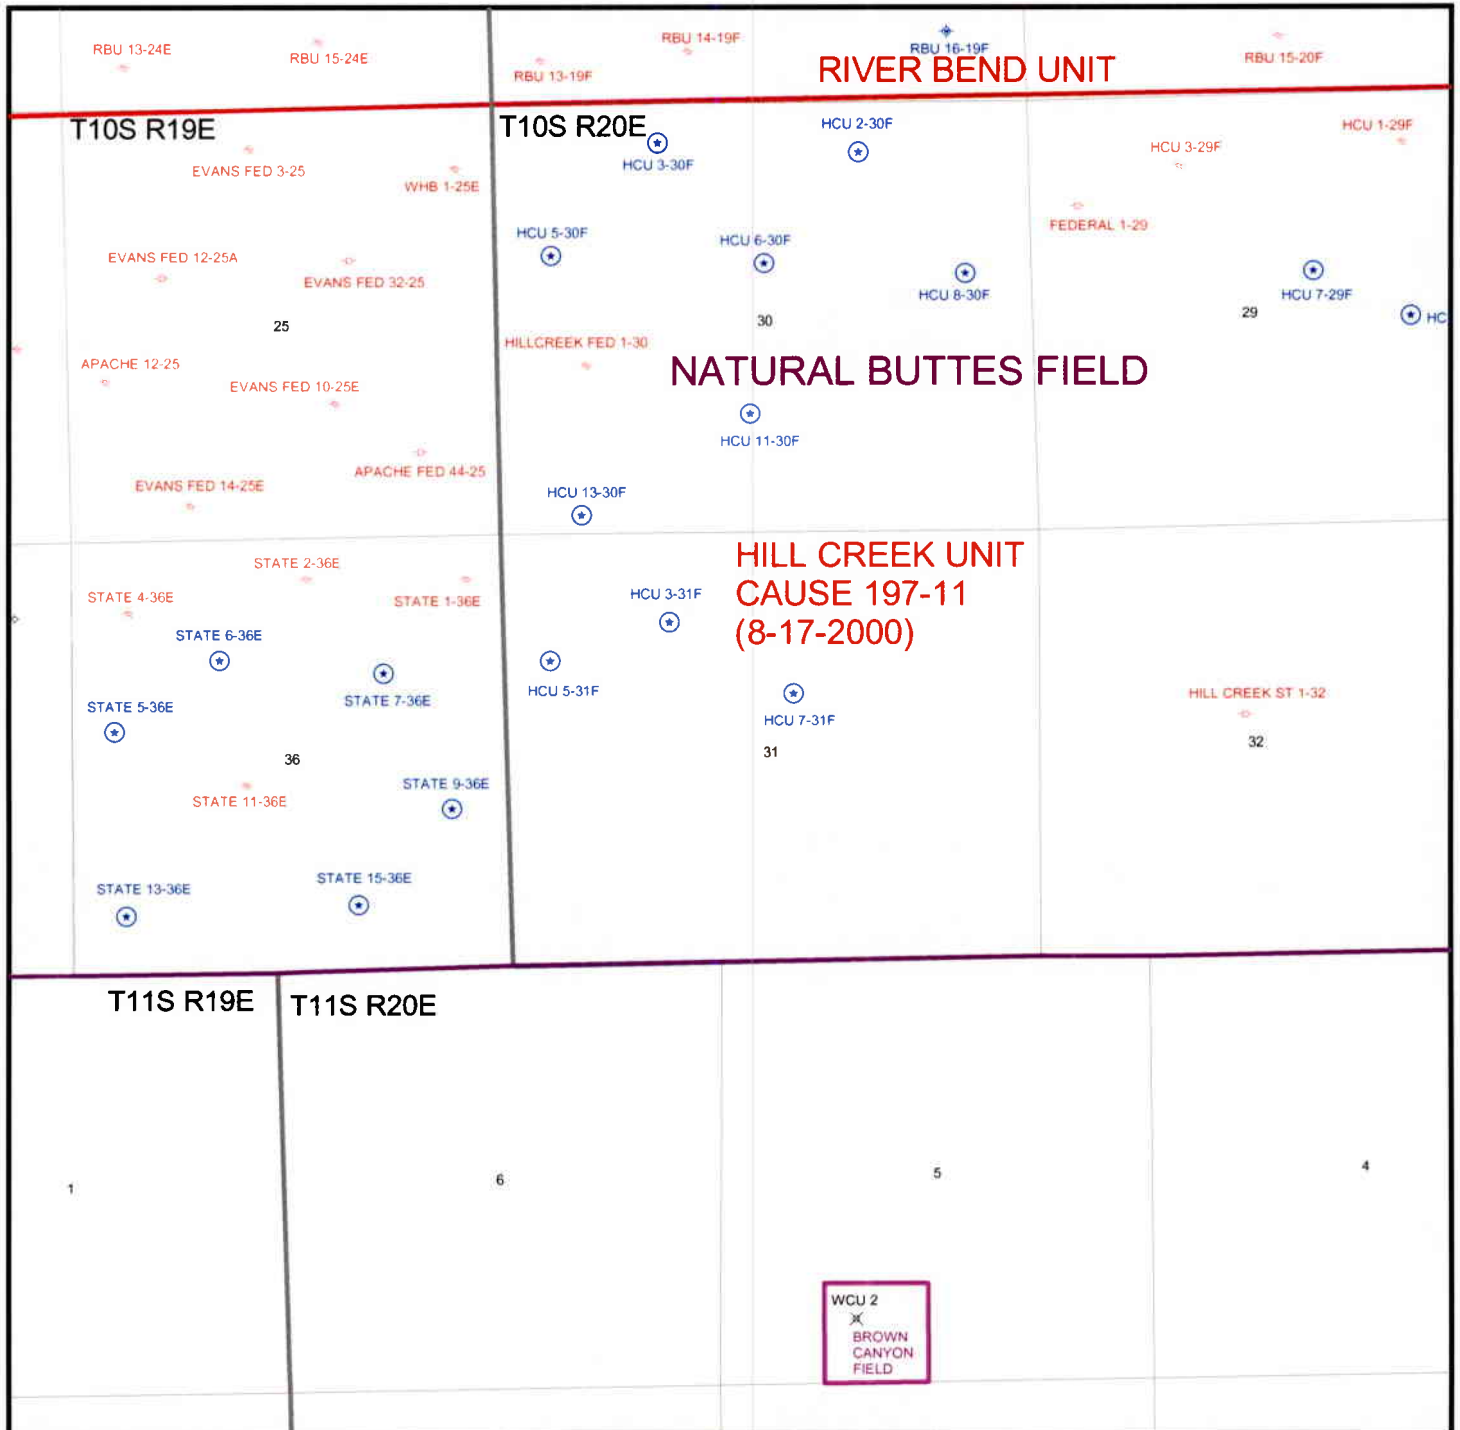 RBU 13-24E
RBU 15-24E
RBU 13-19F
RBU 14-19F
RBU 16-19F
RBU 15-20F
RIVER BEND UNIT
T10S R19E
T10S R20E
EVANS FED 3-25
WHB 1-25E
HCU 3-30F
HCU 2-30F
HCU 3-29F
HCU 1-29F
FEDERAL 1-29
EVANS FED 12-25A
EVANS FED 32-25
HCU 5-30F
HCU 6-30F
HCU 8-30F
HCU 7-29F
HC
25
30
29
HILLCREEK FED 1-30
NATURAL BUTTES FIELD
APACHE 12-25
EVANS FED 10-25E
HCU 11-30F
APACHE FED 44-25
EVANS FED 14-25E
HCU 13-30F
HILL CREEK UNIT
CAUSE 197-11
(8-17-2000)
STATE 2-36E
STATE 4-36E
STATE 1-36E
STATE 6-36E
HCU 3-31F
HCU 5-31F
STATE 7-36E
STATE 5-36E
HCU 7-31F
HILL CREEK ST 1-32
36
31
32
STATE 9-36E
STATE 11-36E
STATE 13-36E
STATE 15-36E
T11S R19E
T11S R20E
1
6
5
4
WCU 2
BROWN
CANYON
FIELD